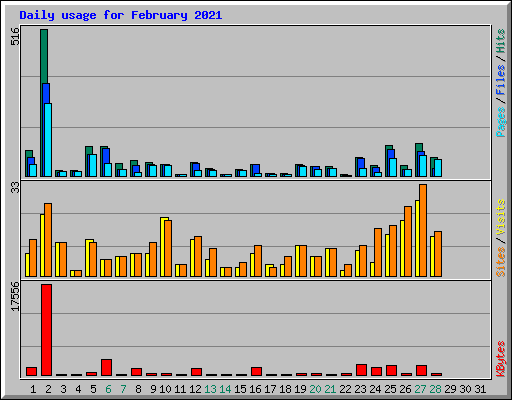 Daily usage for February 2021
516
Pages / Files / Hits
33
Sites / Visits
17556
KBytes
1 2 3 4 5 6 7 8 9 10 11 12 13 14 15 16 17 18 19 20 21 22 23 24 25 26 27 28 29 30 31